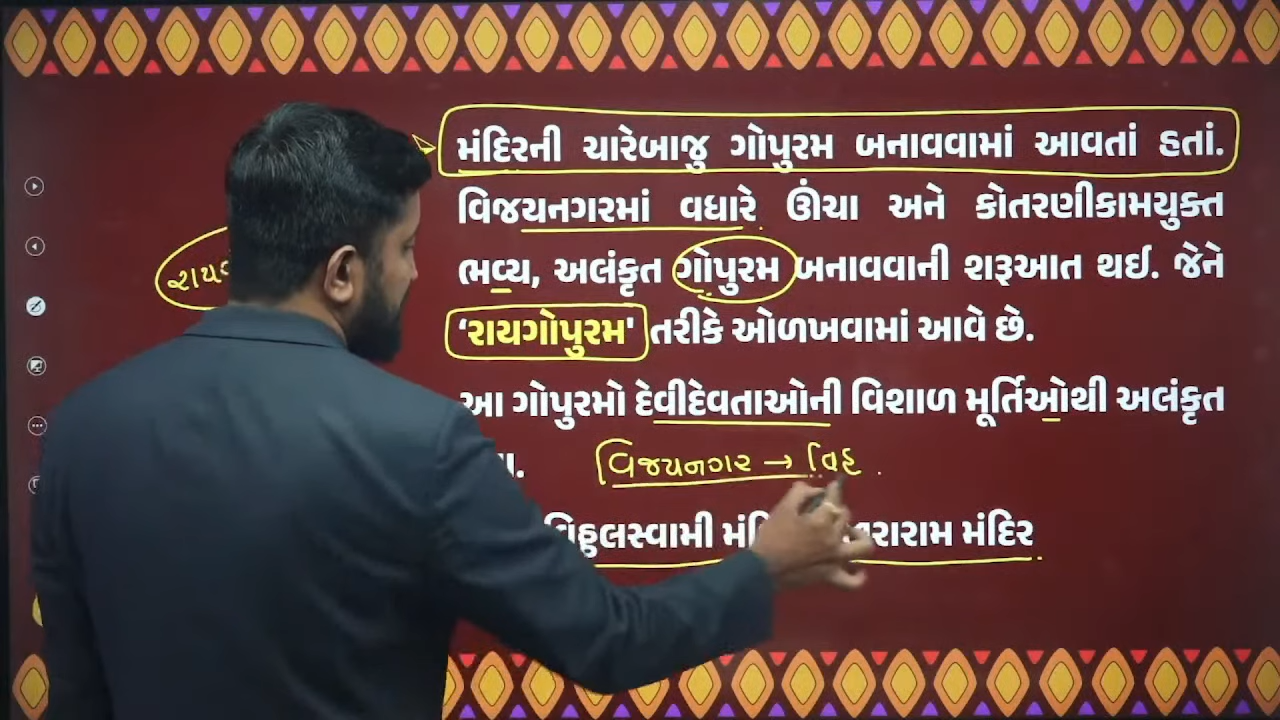 મંદિરની ચારેબાજુ ગોપુરમ બનાવવામાં આવતાં હતાં.
વિજયનગરમાં વધારે ઊંચા અને કોતરણીકામયુક્ત
ભવ્ય, અલંકૃત ગોપુરમ બનાવવાની શરૂઆત થઈ. જેને
‘રાયગોપુરમ' તરીકે ઓળખવામાં આવે છે.
આ ગોપુરમો દેવીદેવતાઓની વિશાળ મૂર્તિઓથી અલંકૃત
વિજયનગર →
વિઠ્ઠલસ્વામી મંદિર